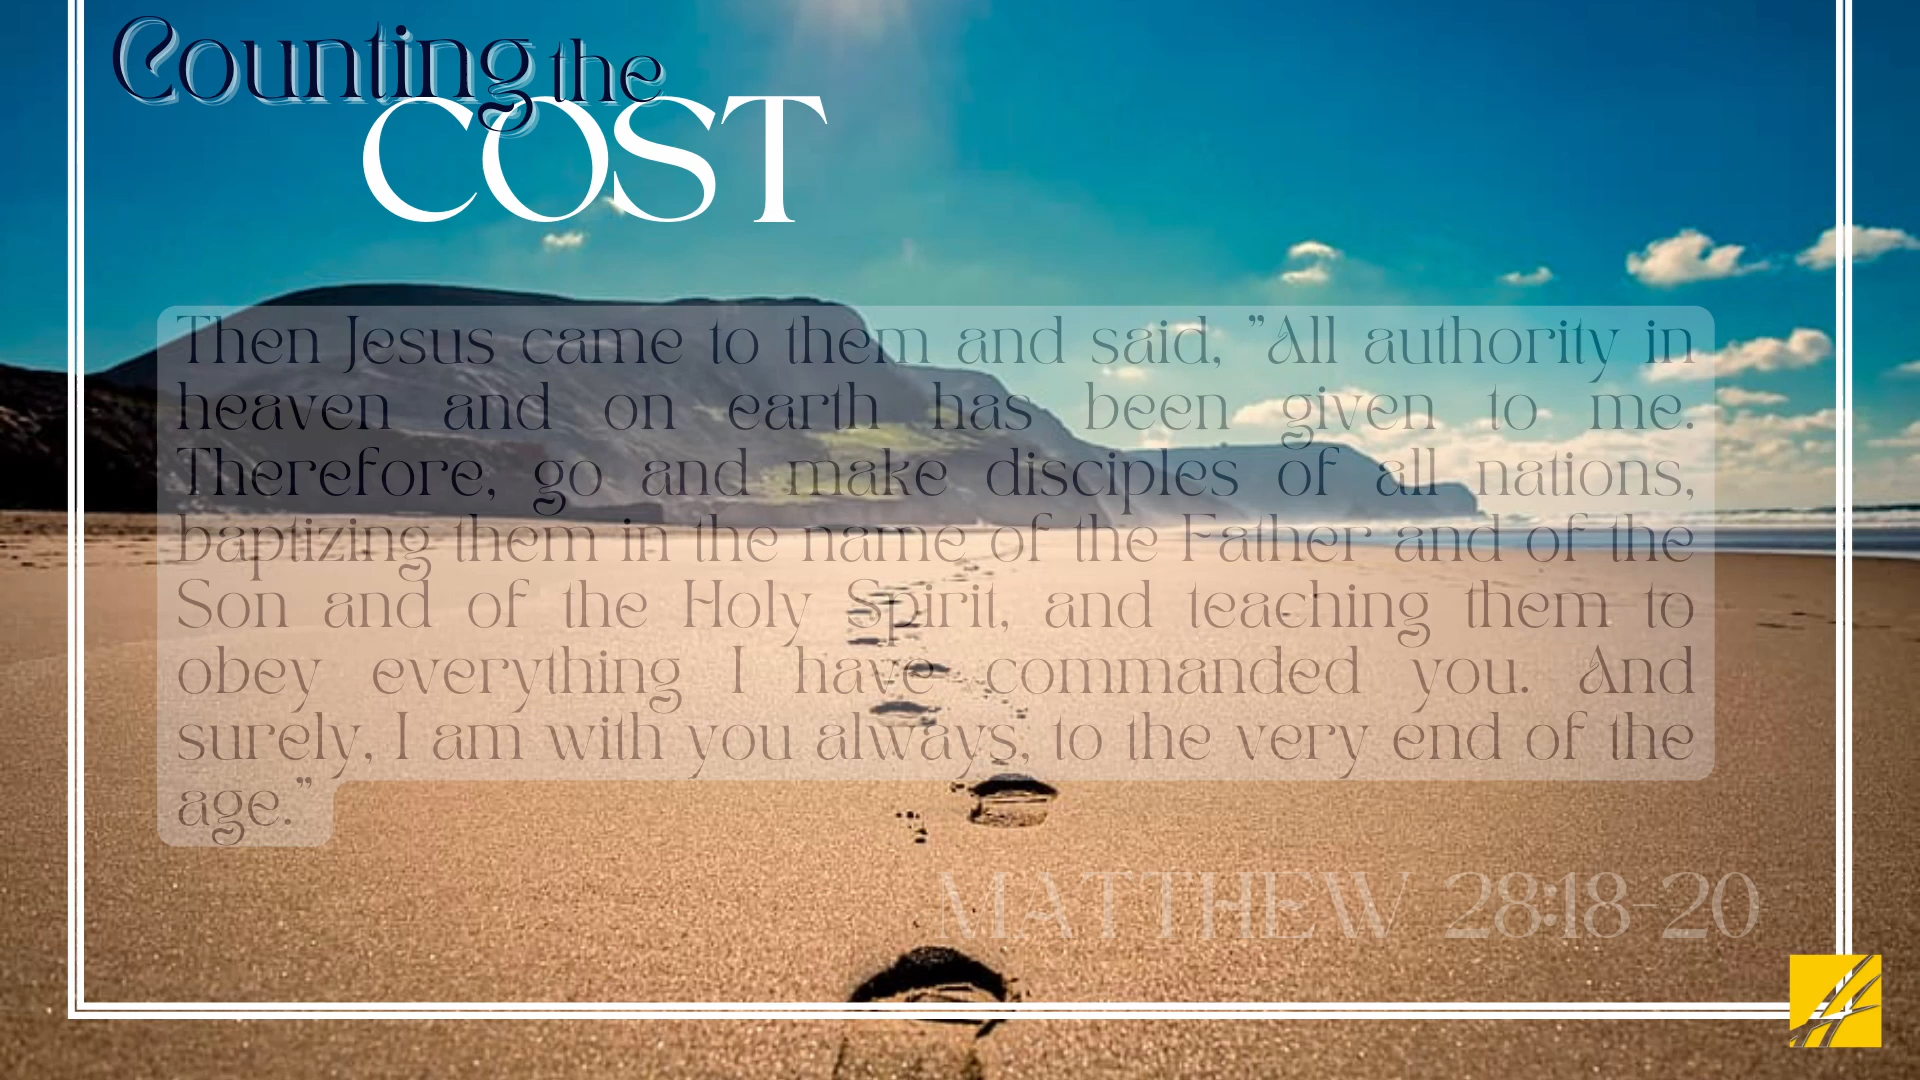 Counting the
COST
Then Jesus came to them and said, "All authority in
heaven and on earth has been given to me.
Therefore, go and make disciples of all nations,
baptizing them in the name of the Father and of the
Son and of the Holy Spirit, and teaching them to
obey everything I have commanded you. And
surely, I am with you always, to the very end of the
age."
MATTHEW 28:18-20